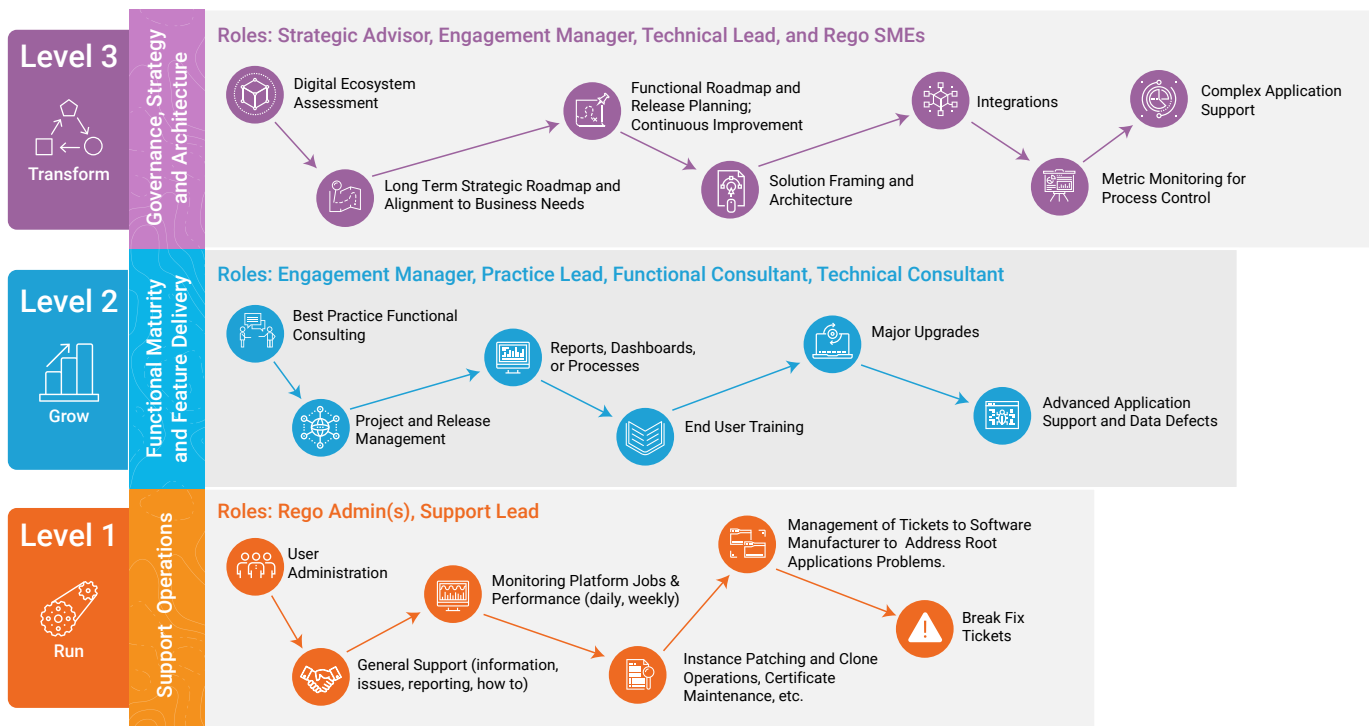 Level 3
Transform
Governance, Strategy
and Architecture
Roles: Strategic Advisor, Engagement Manager, Technical Lead, and Rego SMEs
Digital Ecosystem
Assessment
Long Term Strategic Roadmap and
Alignment to Business Needs
Functional Roadmap and
Release Planning;
Continuous Improvement
Solution Framing and
Architecture
Integrations
Metric Monitoring for
Process Control
Complex Application
Support
Level 2
Grow
Functional Maturity
and Feature Delivery
Roles: Engagement Manager, Practice Lead, Functional Consultant, Technical Consultant
Best Practice Functional
Consulting
Project and Release
Management
Reports, Dashboards,
or Processes
End User Training
Major Upgrades
Advanced Application
Support and Data Defects
Level 1
Run
Support Operations
Roles: Rego Admin(s), Support Lead
User
Administration
General Support (information,
issues, reporting, how to)
Monitoring Platform Jobs &
Performance (daily, weekly)
Instance Patching and Clone
Operations, Certificate
Maintenance, etc.
Management of Tickets to Software
Manufacturer to Address Root
Applications Problems.
Break Fix
Tickets